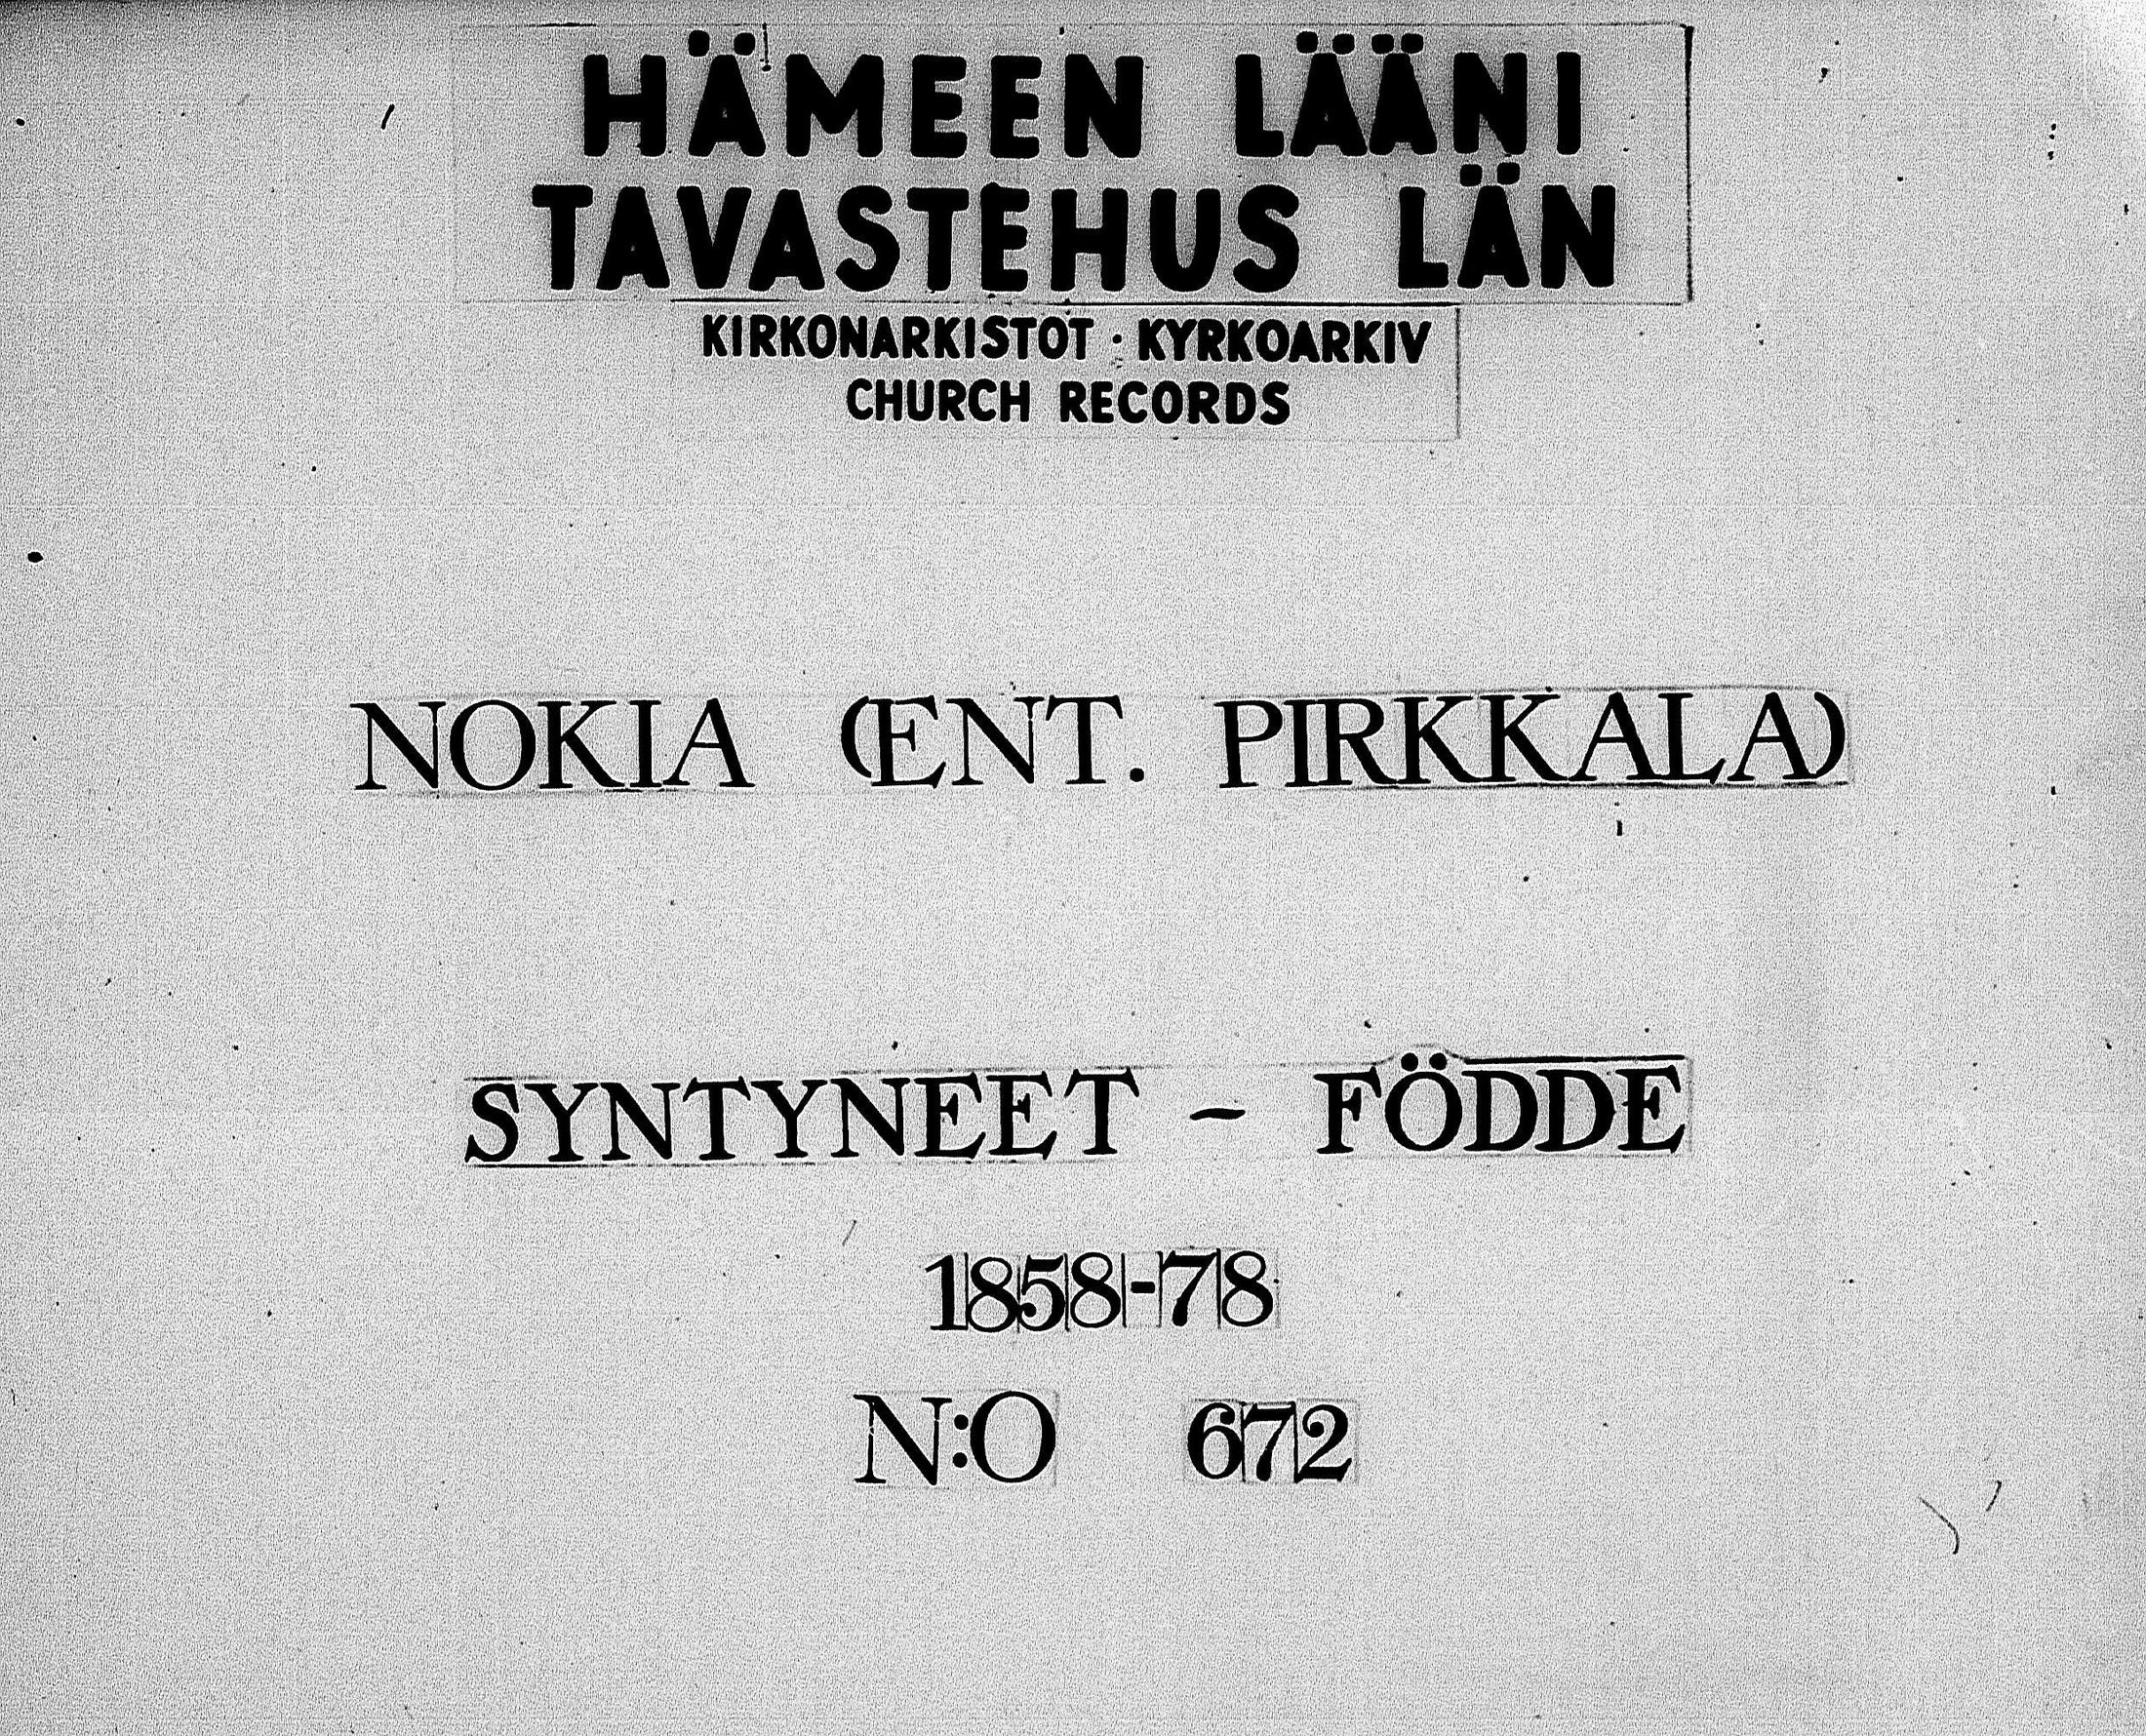 HÄMEEN LÄÄNI
TAVASTEHUS LÄN
KIRKONARKISTOT · KYRKOARKIV
CHURCH RECORDS
NOKIA (ENT. PIRKKALA)
SYNTYNEET - FÖDDE
1858-78
N:O 672